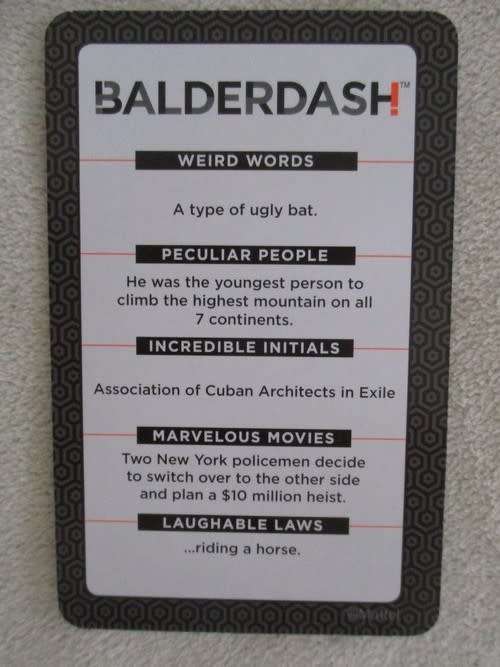 BALDERDASH!™
WEIRD WORDS
A type of ugly bat.
PECULIAR PEOPLE
He was the youngest person to
climb the highest mountain on all
7 continents.
INCREDIBLE INITIALS
Association of Cuban Architects in Exile
MARVELOUS MOVIES
Two New York policemen decide
to switch over to the other side
and plan a $10 million heist.
LAUGHABLE LAWS
...riding a horse.
©Mattel